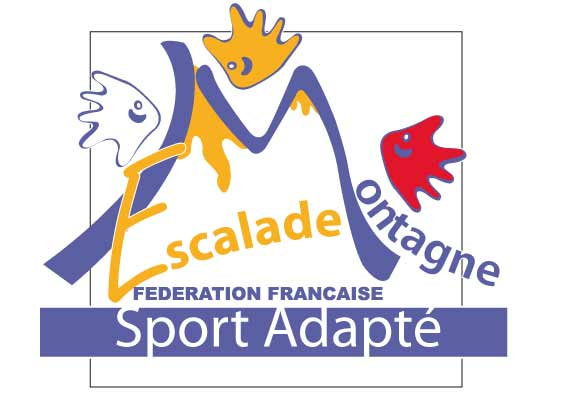 Escalade
Montagne
FEDERATION FRANCAISE
Sport Adapté